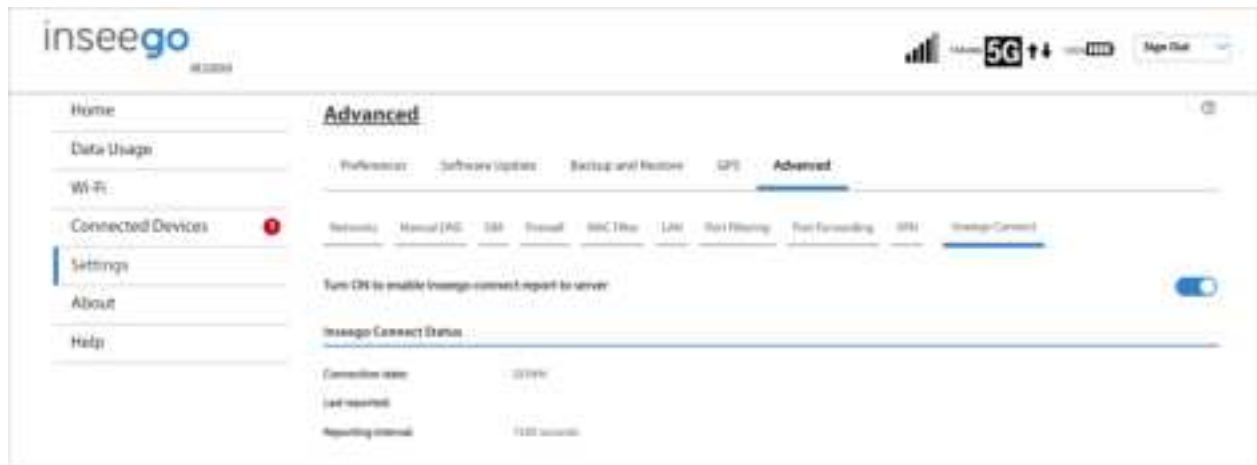 inseego
5G
Sign Out
Home
Data Usage
Wi-Fi
Connected Devices
Settings
About
Help
Advanced
Preferences Software Update Backup and Restore GPS Advanced
Networks Manual DNS SIM Firewall MAC Filter LAN Port Filtering Port Forwarding VPN Inseego Connect
Turn ON to enable Inseego connect report to server
Inseego Connect Status
Connection state:
Last reported:
Reporting interval: seconds